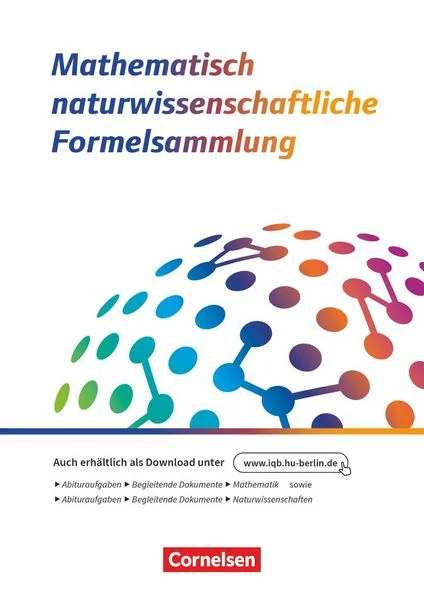 Mathematisch
naturwissenschaftliche
Formelsammlung
Auch erhältlich als Download unter www.iqb.hu-berlin.de
▶ Abituraufgaben ▶ Begleitende Dokumente ▶ Mathematik sowie
▶ Abituraufgaben ▶ Begleitende Dokumente ▶ Naturwissenschaften
Cornelsen